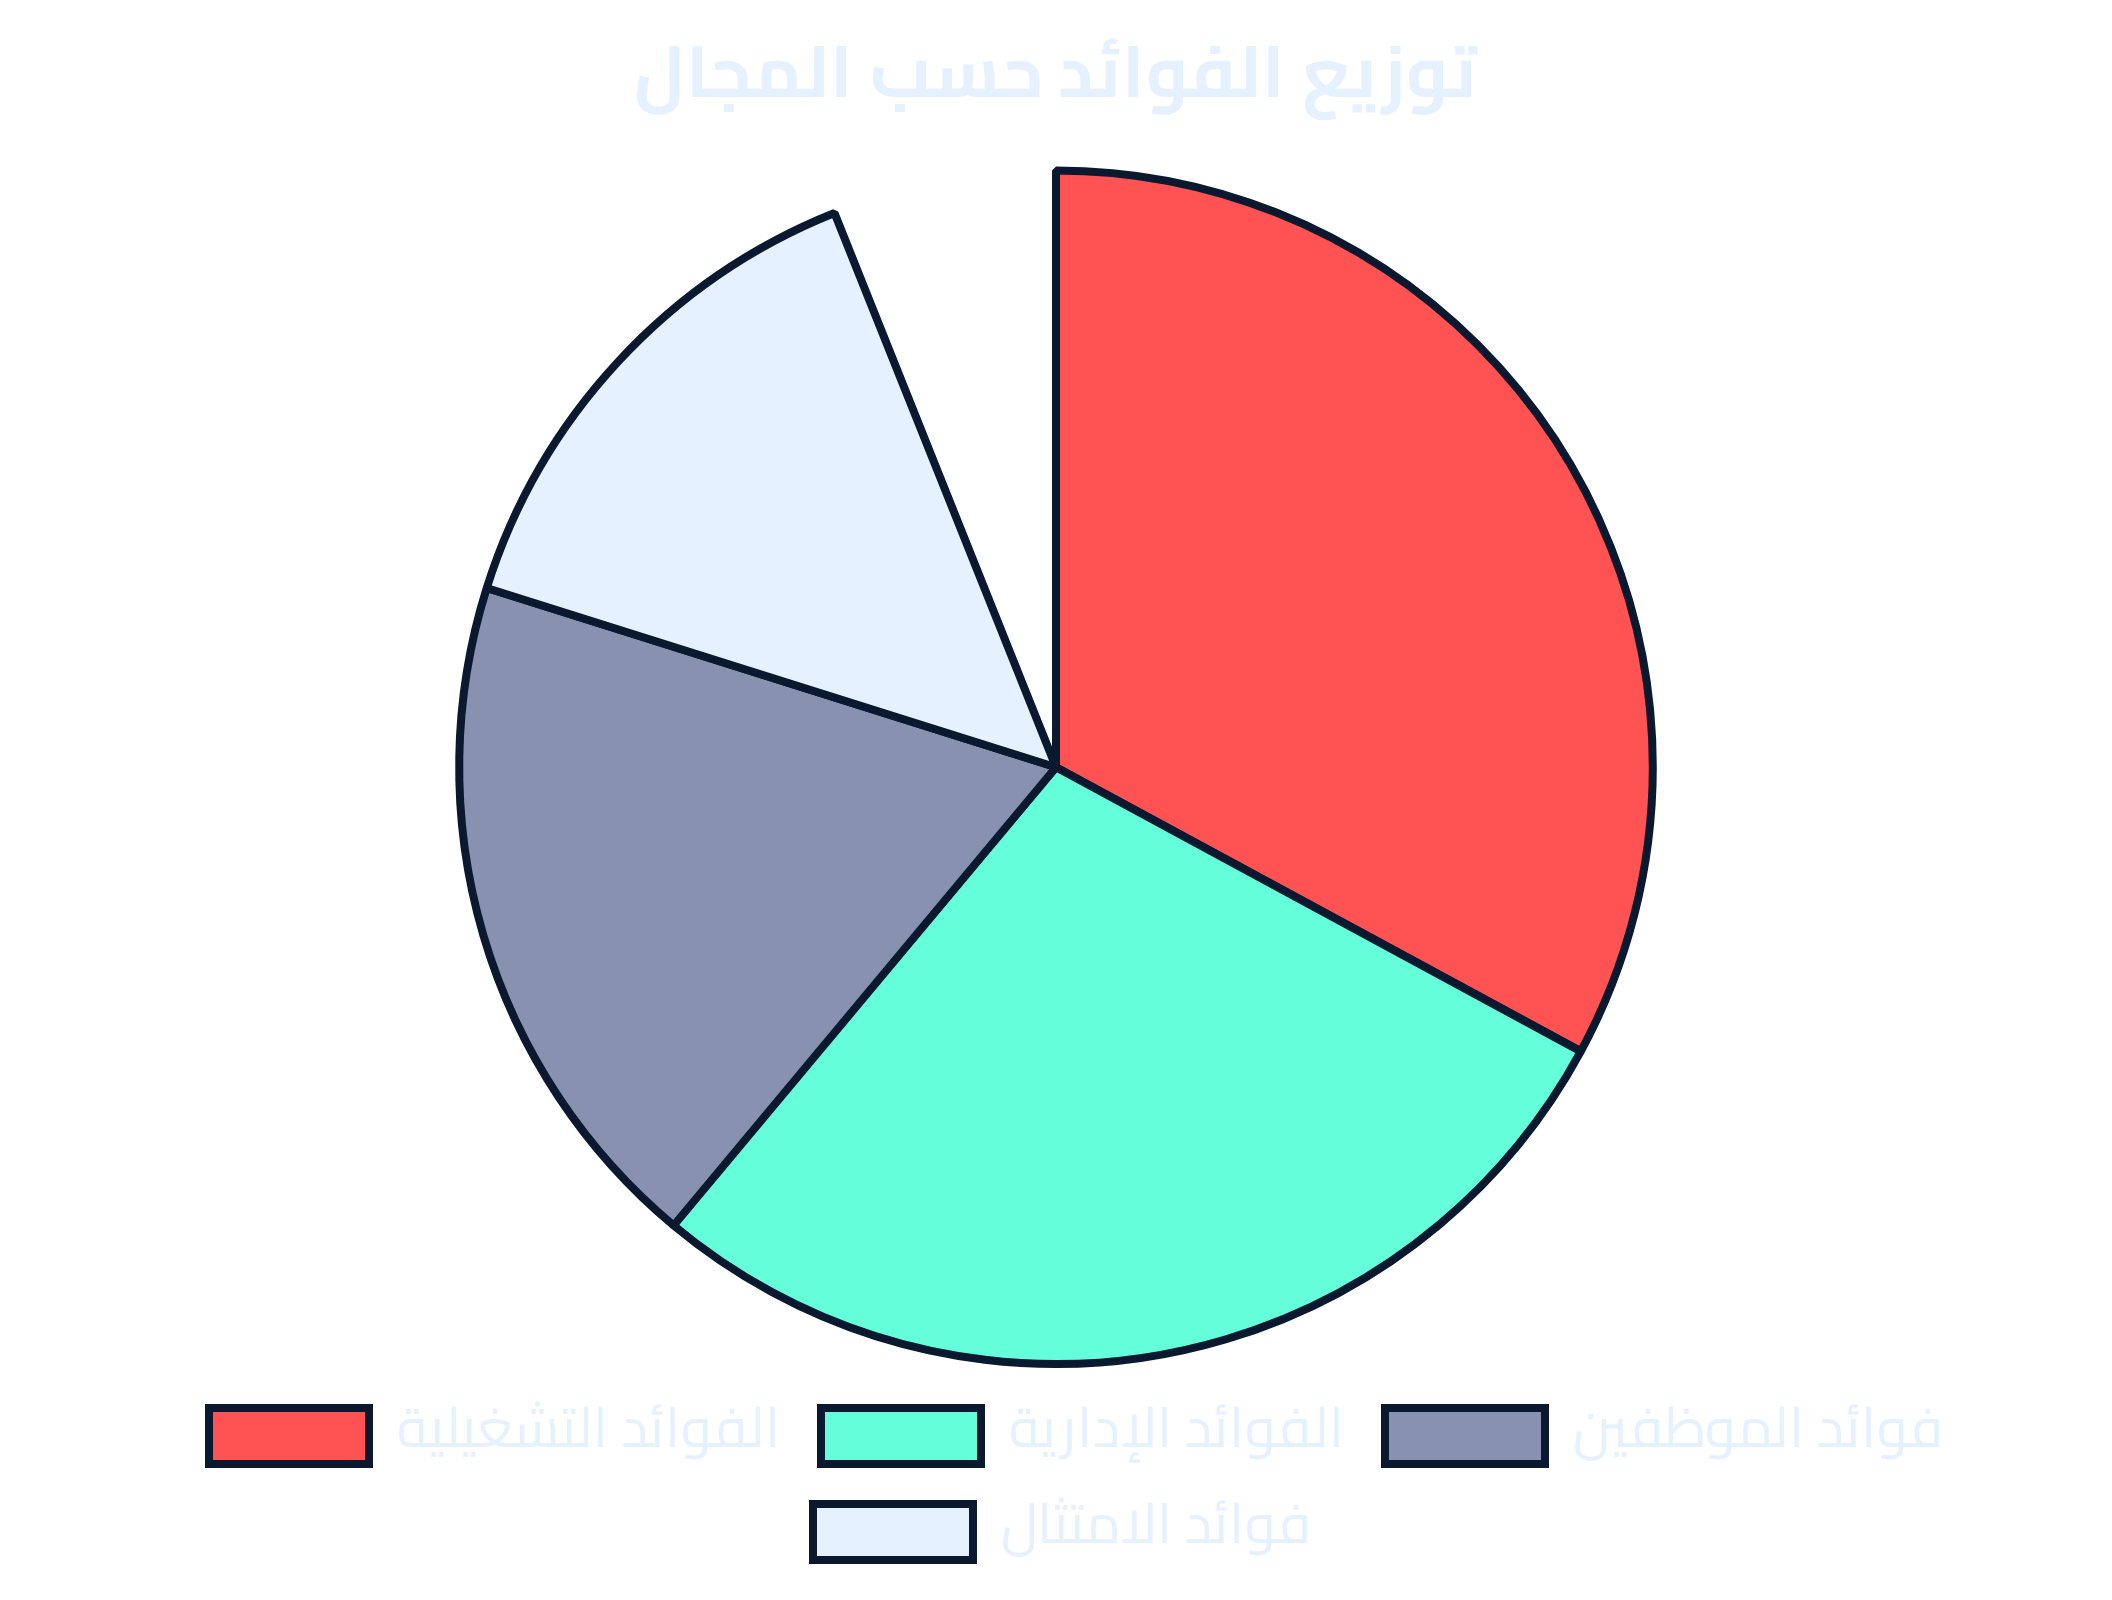 توزيع الفوائد حسب المجال
الفوائد التشغيلية
الفوائد الإدارية
فوائد الموظفين
فوائد الامتثال